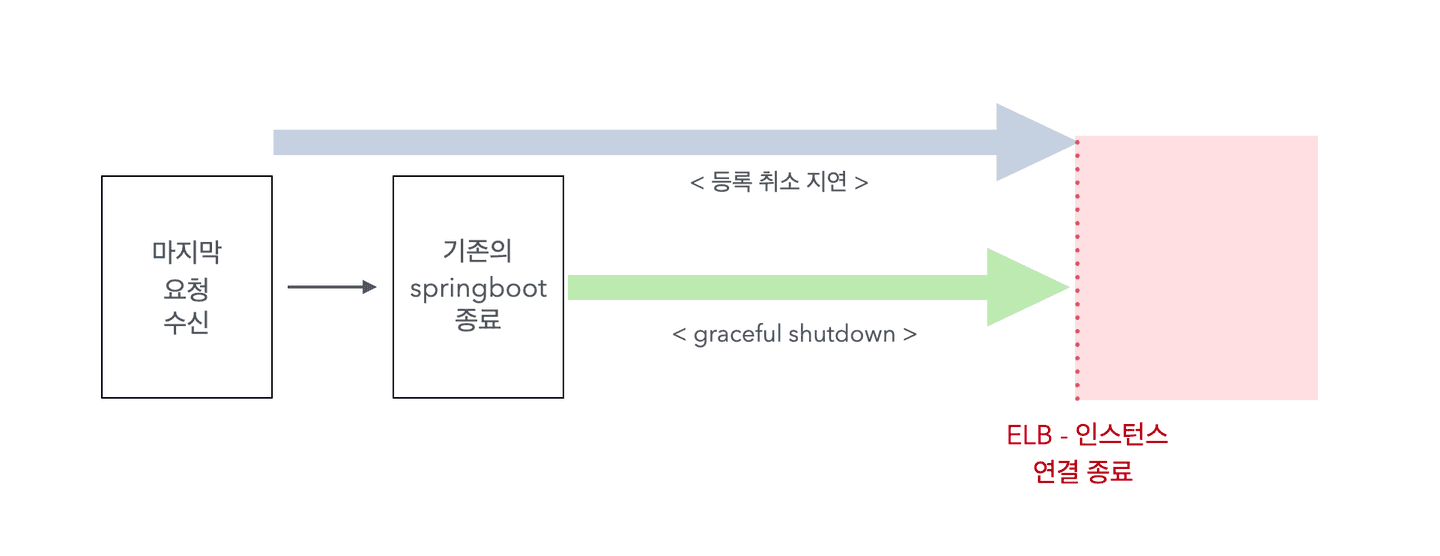 < 등록 취소 지연 >
마지막
요청
수신
기존의
springboot
종료
< graceful shutdown >
ELB - 인스턴스
연결 종료